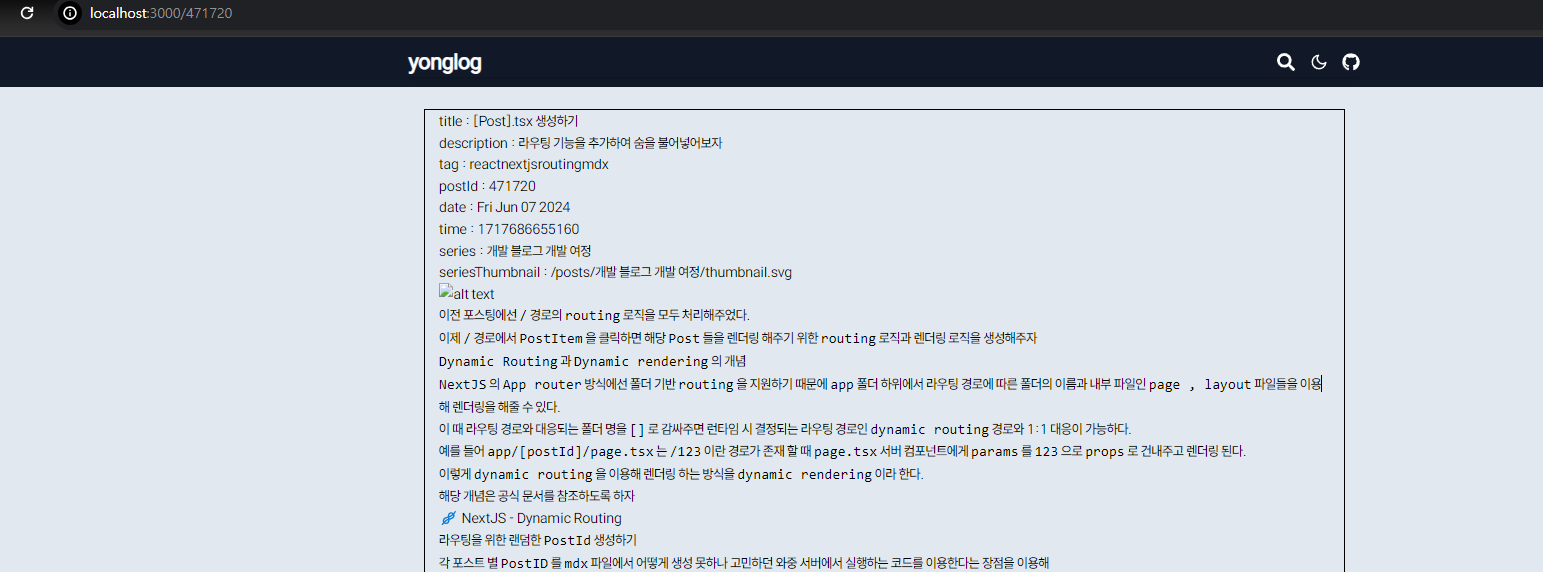 localhost:3000/471720
yonglog
title : [Post].tsx 생성하기
description : 라우팅 기능을 추가하여 숨을 불어넣어보자
tag : reactnextjsroutingmdx
postId : 471720
date : Fri Jun 07 2024
time : 1717686655160
series : 개발 블로그 개발 여정
seriesThumbnail : /posts/개발 블로그 개발 여정/thumbnail.svg
alt text
이전 포스팅에선 / 경로의 routing 로직을 모두 처리해주었다.
이제 / 경로에서 PostItem 을 클릭하면 해당 Post 들을 렌더링 해주기 위한 routing 로직과 렌더링 로직을 생성해주자
Dynamic Routing 과 Dynamic rendering 의 개념
NextJS 의 App router 방식에선 폴더 기반 routing 을 지원하기 때문에 app 폴더 하위에서 라우팅 경로에 따른 폴더의 이름과 내부 파일인 page , layout 파일들을 이용
해 렌더링을 해줄 수 있다.
이 때 라우팅 경로와 대응되는 폴더 명을 [] 로 감싸주면 런타임 시 결정되는 라우팅 경로인 dynamic routing 경로와 1:1 대응이 가능하다.
예를 들어 app/[postId]/page.tsx 는 /123 이란 경로가 존재 할 때 page.tsx 서버 컴포넌트에게 params 를 123 으로 props 로 건내주고 렌더링 된다.
이렇게 dynamic routing 을 이용해 렌더링 하는 방식을 dynamic rendering 이라 한다.
해당 개념은 공식 문서를 참조하도록 하자
NextJS - Dynamic Routing
라우팅을 위한 랜덤한 PostId 생성하기
각 포스트 별 PostID 를 mdx 파일에서 어떻게 생성 못하나 고민하던 와중 서버에서 실행하는 코드를 이용한다는 장점을 이용해